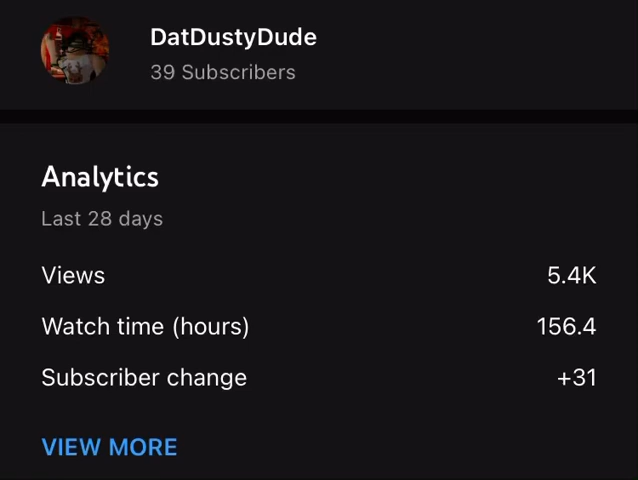 DatDustyDude
39 Subscribers
Analytics
Last 28 days
Views 5.4K
Watch time (hours) 156.4
Subscriber change +31
VIEW MORE